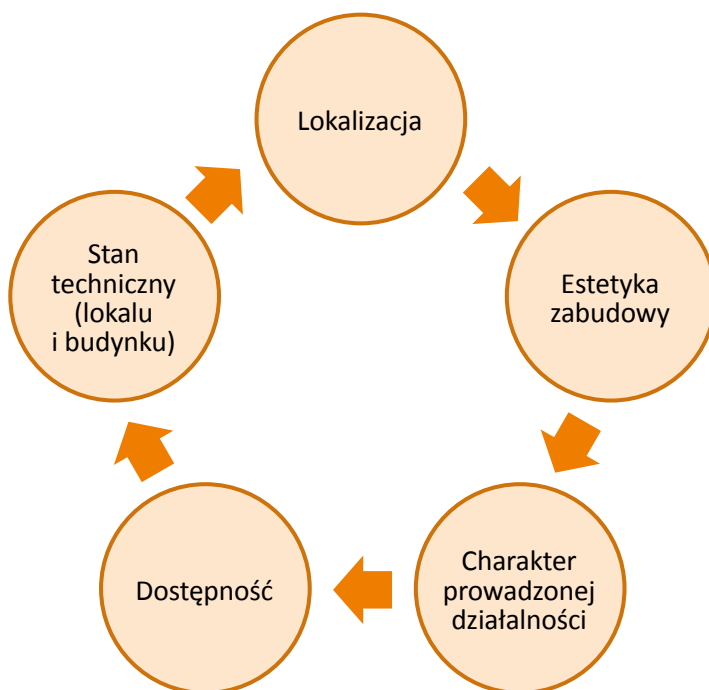 Lokalizacja
Estetyka
zabudowy
Charakter
prowadzonej
działalności
Dostępność
Stan
techniczny
(lokalu
i budynku)